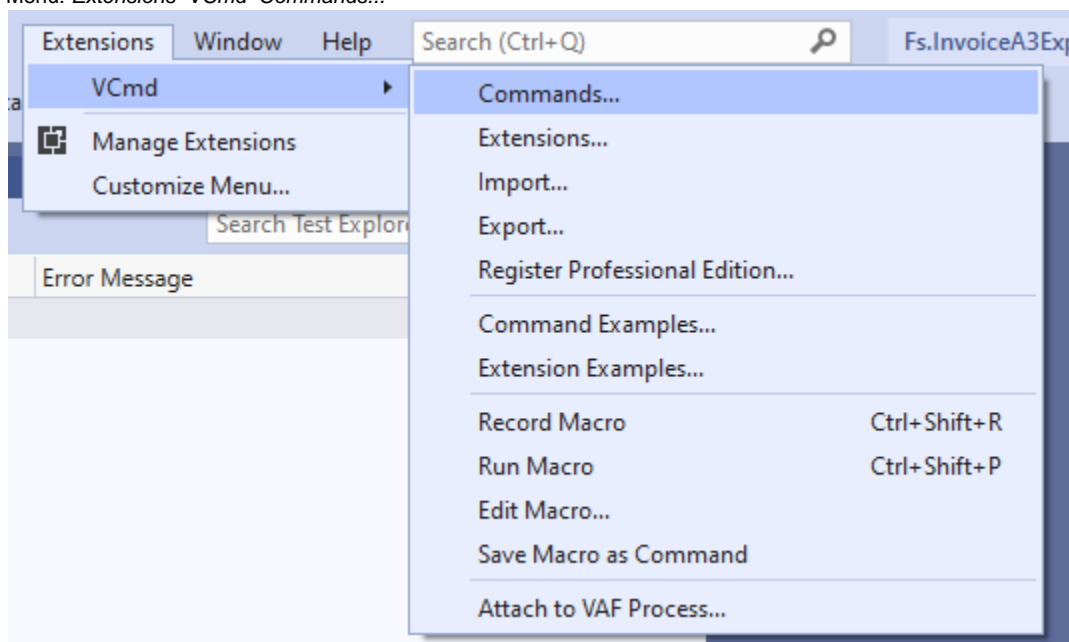 Menu: Extensions-VCmd-Commands...
Extensions Window Help Search (Ctrl+Q) Fs.InvoiceA3Exp
VCmd
Manage Extensions
Customize Menu...
Search Test Explor
Error Message
Commands...
Extensions...
Import...
Export...
Register Professional Edition...
Command Examples...
Extension Examples...
Record Macro Ctrl+Shift+R
Run Macro Ctrl+Shift+P
Edit Macro...
Save Macro as Command
Attach to VAF Process...